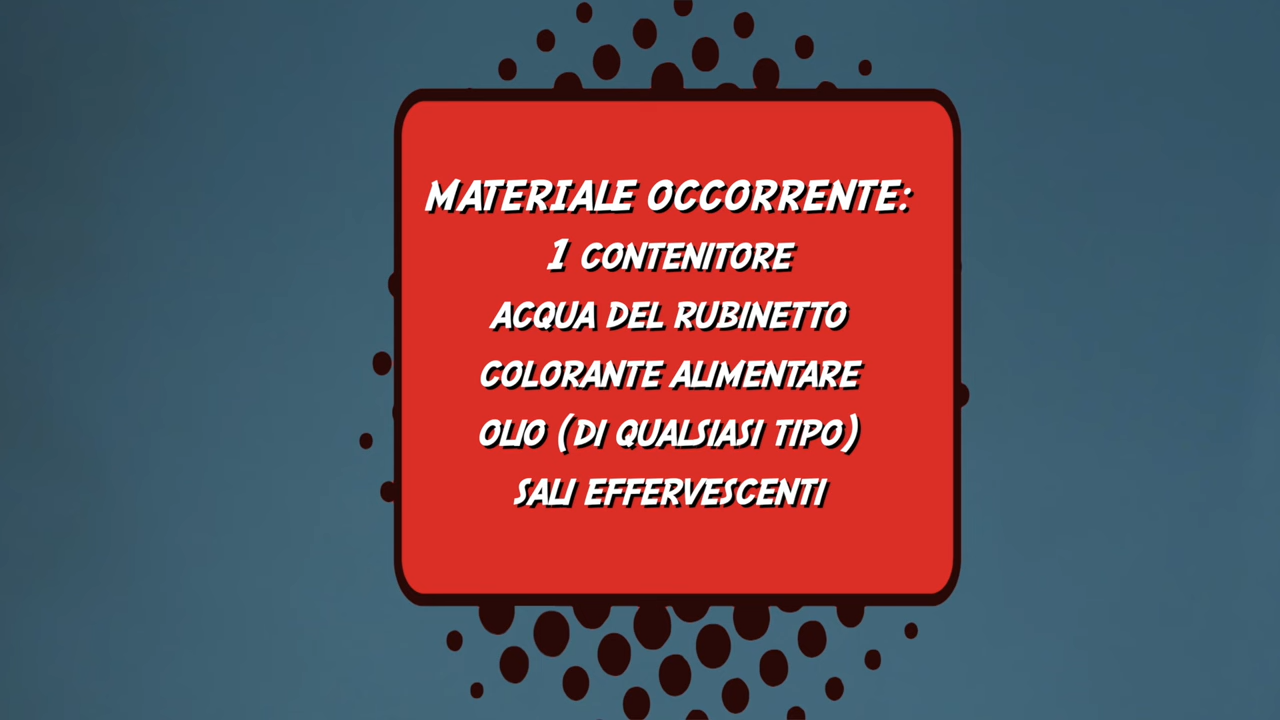 MATERIALE OCCORRENTE:
1 CONTENITORE
ACQUA DEL RUBINETTO
COLORANTE ALIMENTARE
OLIO (DI QUALSIASI TIPO)
SALI EFFERVESCENTI